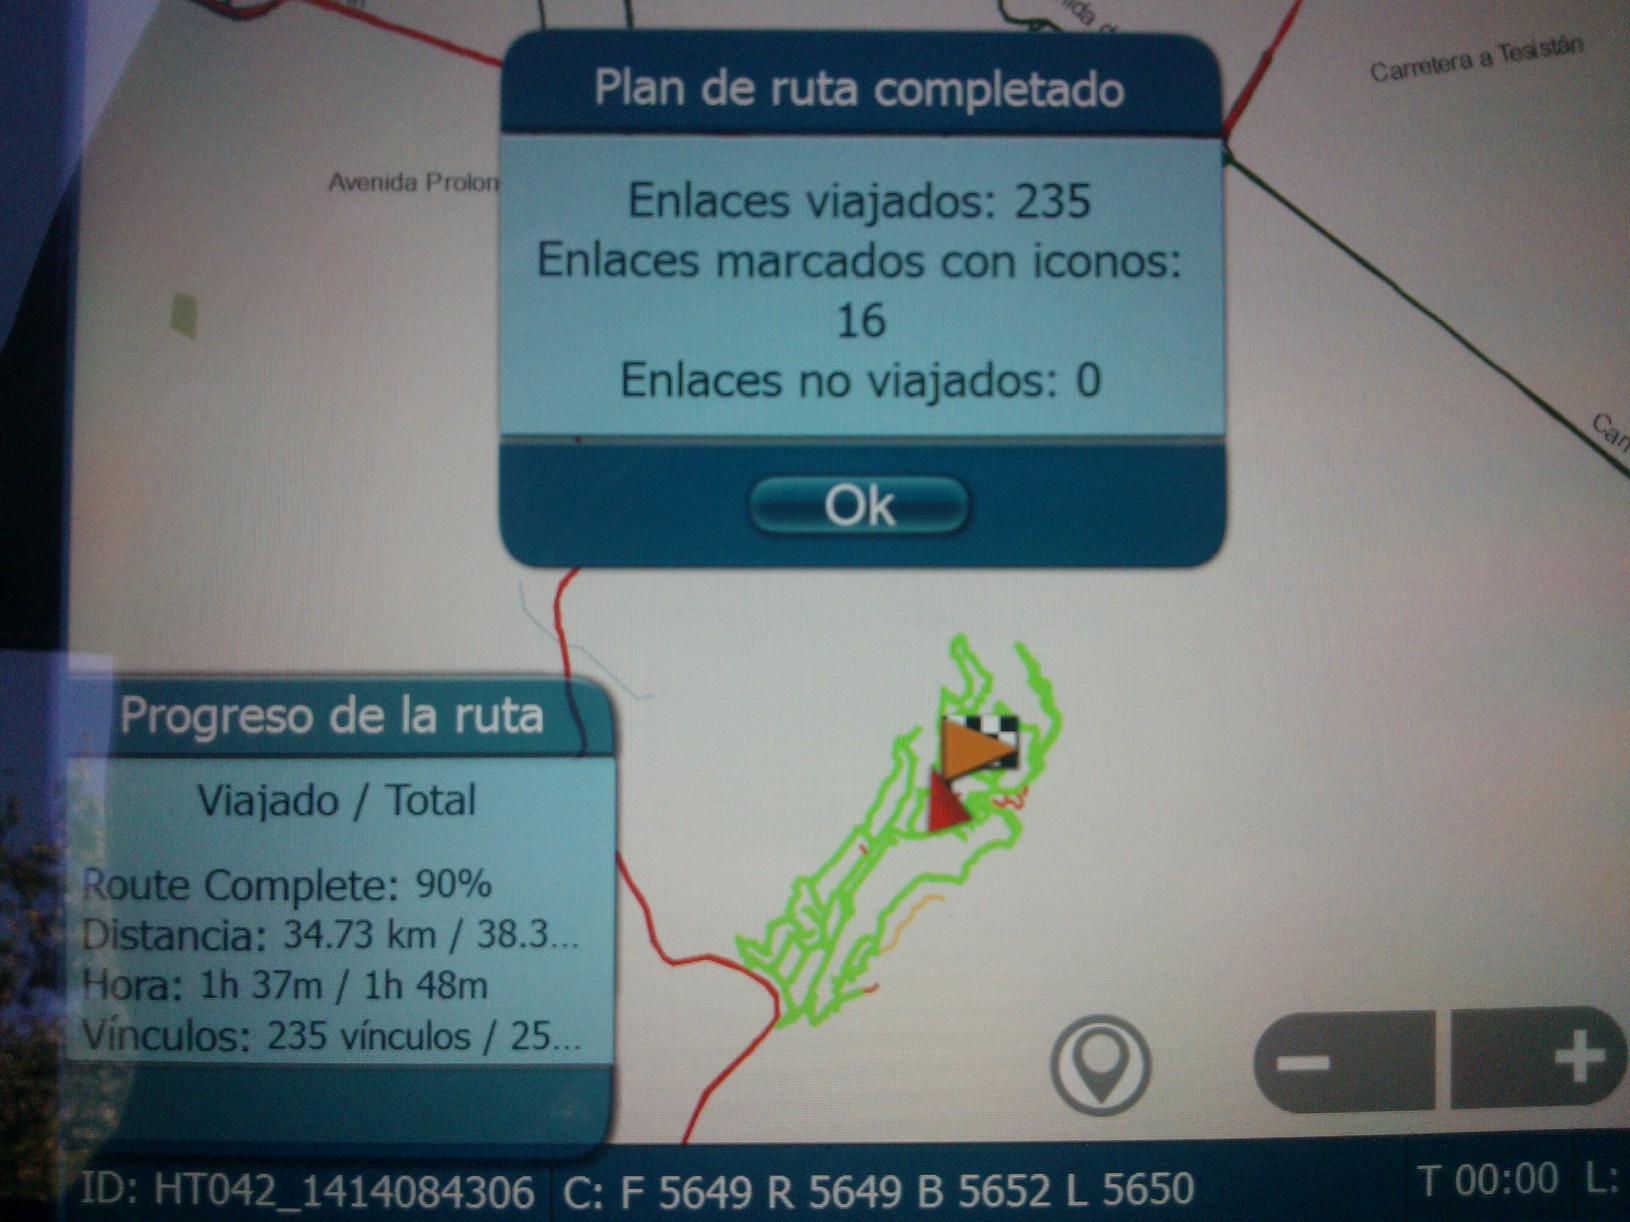 Carretera a Tesistán
Plan de ruta completado
Avenida Prolon
Enlaces viajados: 235
Enlaces marcados con iconos:
16
Enlaces no viajados: 0
Ok
Progreso de la ruta
Viajado / Total
Route Complete: 90%
Distancia: 34.73 km / 38.3...
Hora: 1h 37m / 1h 48m
Vínculos: 235 vínculos / 25...
ID: HT042_1414084306 C: F 5649 R 5649 B 5652 L 5650 T 00:00 L: